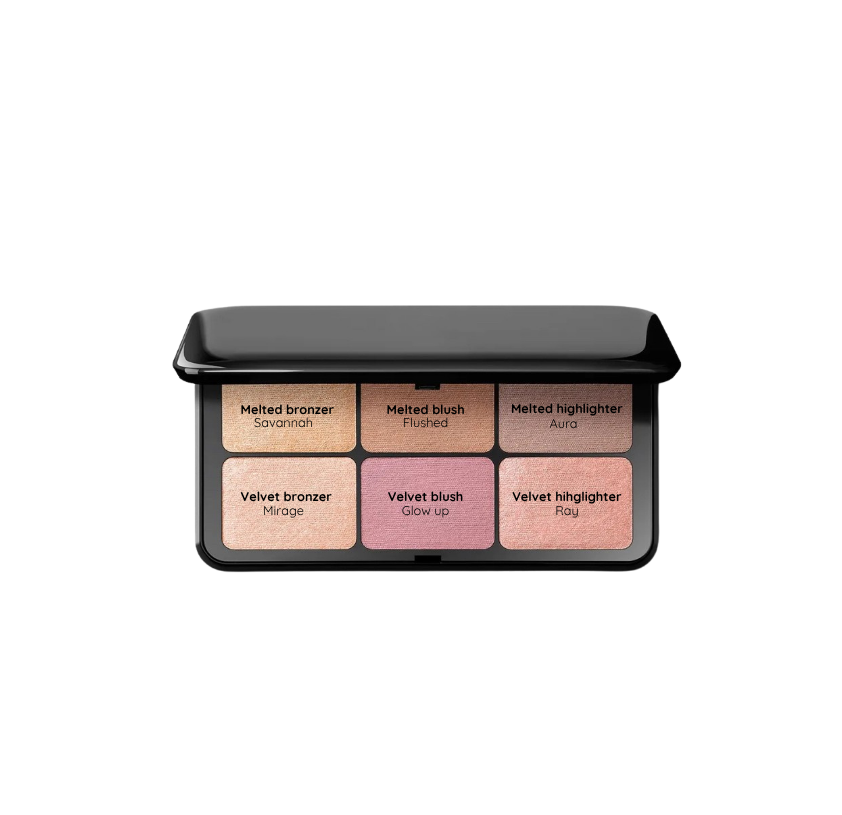 Melted bronzer
Savannah
Melted blush
Flushed
Melted highlighter
Aura
Velvet bronzer
Mirage
Velvet blush
Glow up
Velvet hihglighter
Ray